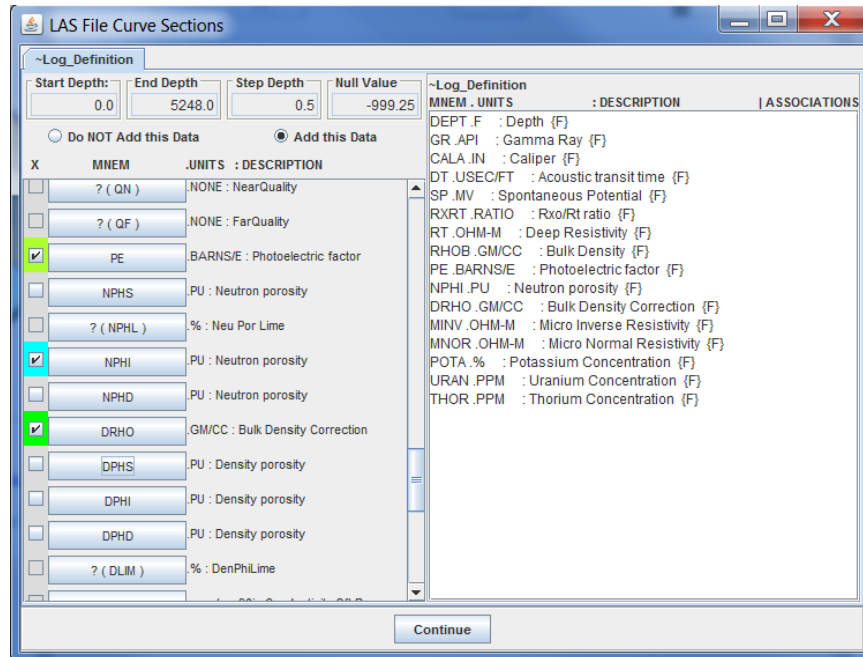 LAS File Curve Sections
~Log_Definition
Start Depth: End Depth Step Depth Null Value
0.0 5248.0 0.5 -999.25
Do NOT Add this Data Add this Data
X MNEM .UNITS : DESCRIPTION
? ( QN ) .NONE : NearQuality
? ( QF ) .NONE : FarQuality
PE .BARNS/E : Photoelectric factor
NPHS .PU : Neutron porosity
? ( NPHL ) .% : Neu Por Lime
NPHI .PU : Neutron porosity
NPHD .PU : Neutron porosity
DRHO .GM/CC : Bulk Density Correction
DPHS .PU : Density porosity
DPHI .PU : Density porosity
DPHD .PU : Density porosity
? ( DLIM ) .% : DenPhiLime
~Log_Definition
MNEM . UNITS : DESCRIPTION | ASSOCIATIONS
DEPT .F : Depth {F}
GR .API : Gamma Ray {F}
CALA .IN : Caliper {F}
DT .USEC/FT : Acoustic transit time {F}
SP .MV : Spontaneous Potential {F}
RXRT .RATIO : Rxo/Rt ratio {F}
RT .OHM-M : Deep Resistivity {F}
RHOB .GM/CC : Bulk Density {F}
PE .BARNS/E : Photoelectric factor {F}
NPHI .PU : Neutron porosity {F}
DRHO .GM/CC : Bulk Density Correction {F}
MINV .OHM-M : Micro Inverse Resistivity {F}
MNOR .OHM-M : Micro Normal Resistivity {F}
POTA .% : Potassium Concentration {F}
URAN .PPM : Uranium Concentration {F}
THOR .PPM : Thorium Concentration {F}
Continue